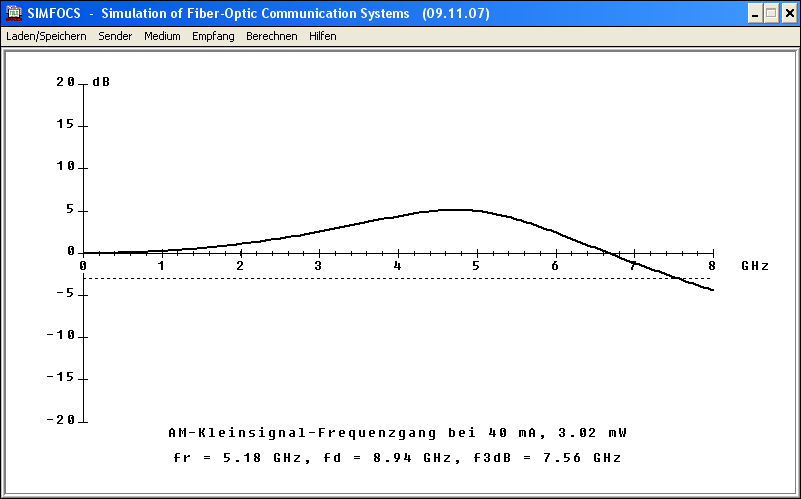 SIMFOCS - Simulation of Fiber-Optic Communication Systems (09.11.07)
Laden/Speichern Sender Medium Empfang Berechnen Hilfen
20 dB
15
10
5
0
0 1 2 3 4 5 6 7 8 GHz
-5
-10
-15
-20
AM-Kleinsignal-Frequenzgang bei 40 mA, 3.02 mW
fr = 5.18 GHz, fd = 8.94 GHz, f3dB = 7.56 GHz